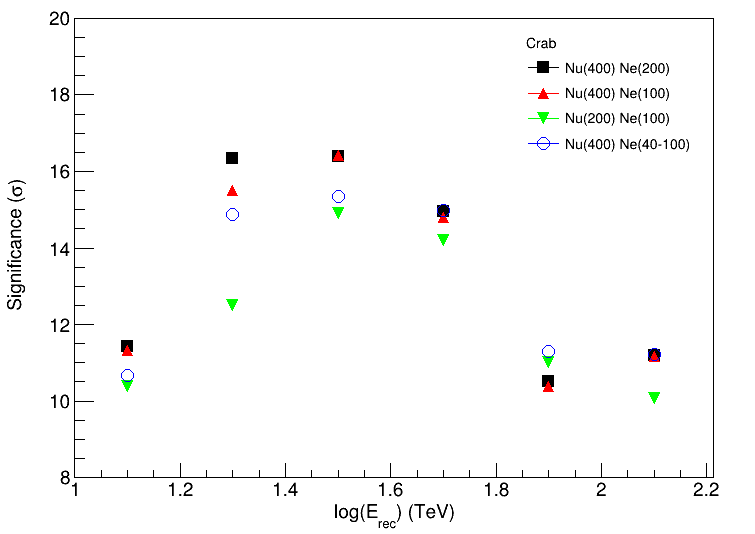 20
18
16
14
12
10
8
Significance (σ)
Crab
Nu(400) Ne(200)
Nu(400) Ne(100)
Nu(200) Ne(100)
Nu(400) Ne(40-100)
1 1.2 1.4 1.6 1.8 2 2.2
log(E_rec) (TeV)